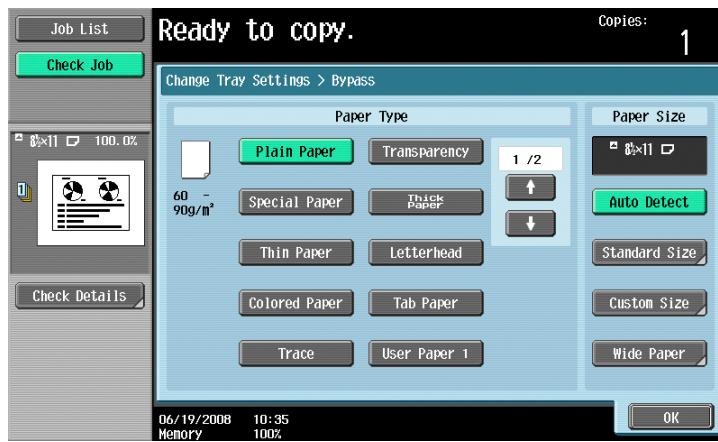 Job List
Check Job
8½×11 100.0%
1
Check Details
Ready to copy.
Copies:
1
Change Tray Settings > Bypass
Paper Type
60 -
90g/m²
Plain Paper
Transparency
Special Paper
Thick
Paper
Thin Paper
Letterhead
Colored Paper
Tab Paper
Trace
User Paper 1
1 /2
↑
↓
Paper Size
8½×11
Auto Detect
Standard Size
Custom Size
Wide Paper
06/19/2008 10:35
Memory 100%
OK